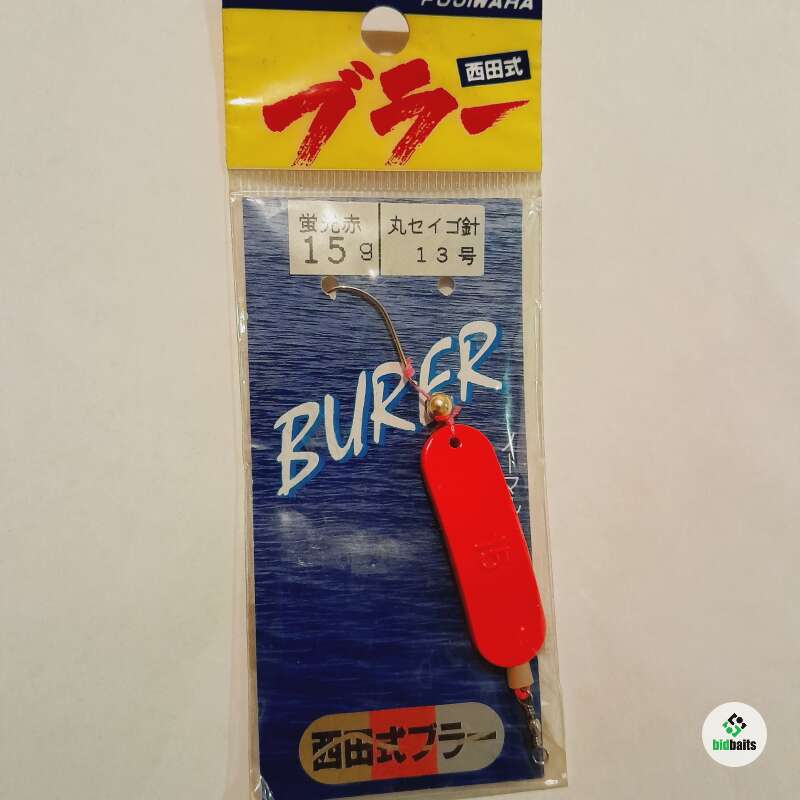 FUJIWARA
西田式
ブラー
蛍光赤
15g
丸セイゴ針
13号
BURER
15
西田式ブラー
bidbaits